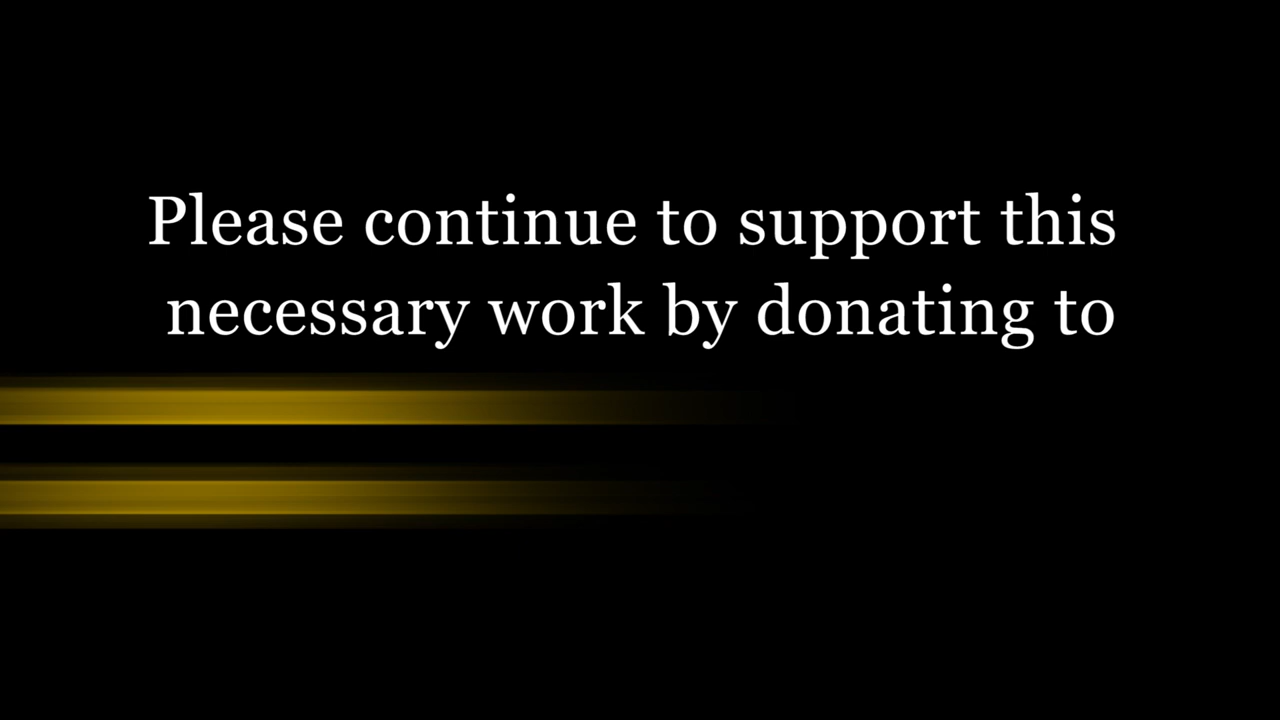 Please continue to support this
necessary work by donating to